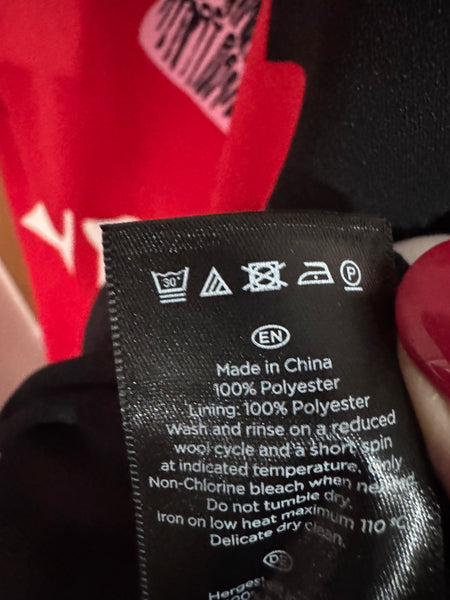 30°
P
EN
Made in China
100% Polyester
Lining: 100% Polyester
Wash and rinse on a reduced
wool cycle and a short spin
at indicated temperature. Only
Non-Chlorine bleach when needed.
Do not tumble dry.
Iron on low heat maximum 110 °C
Delicate dry clean.
DE